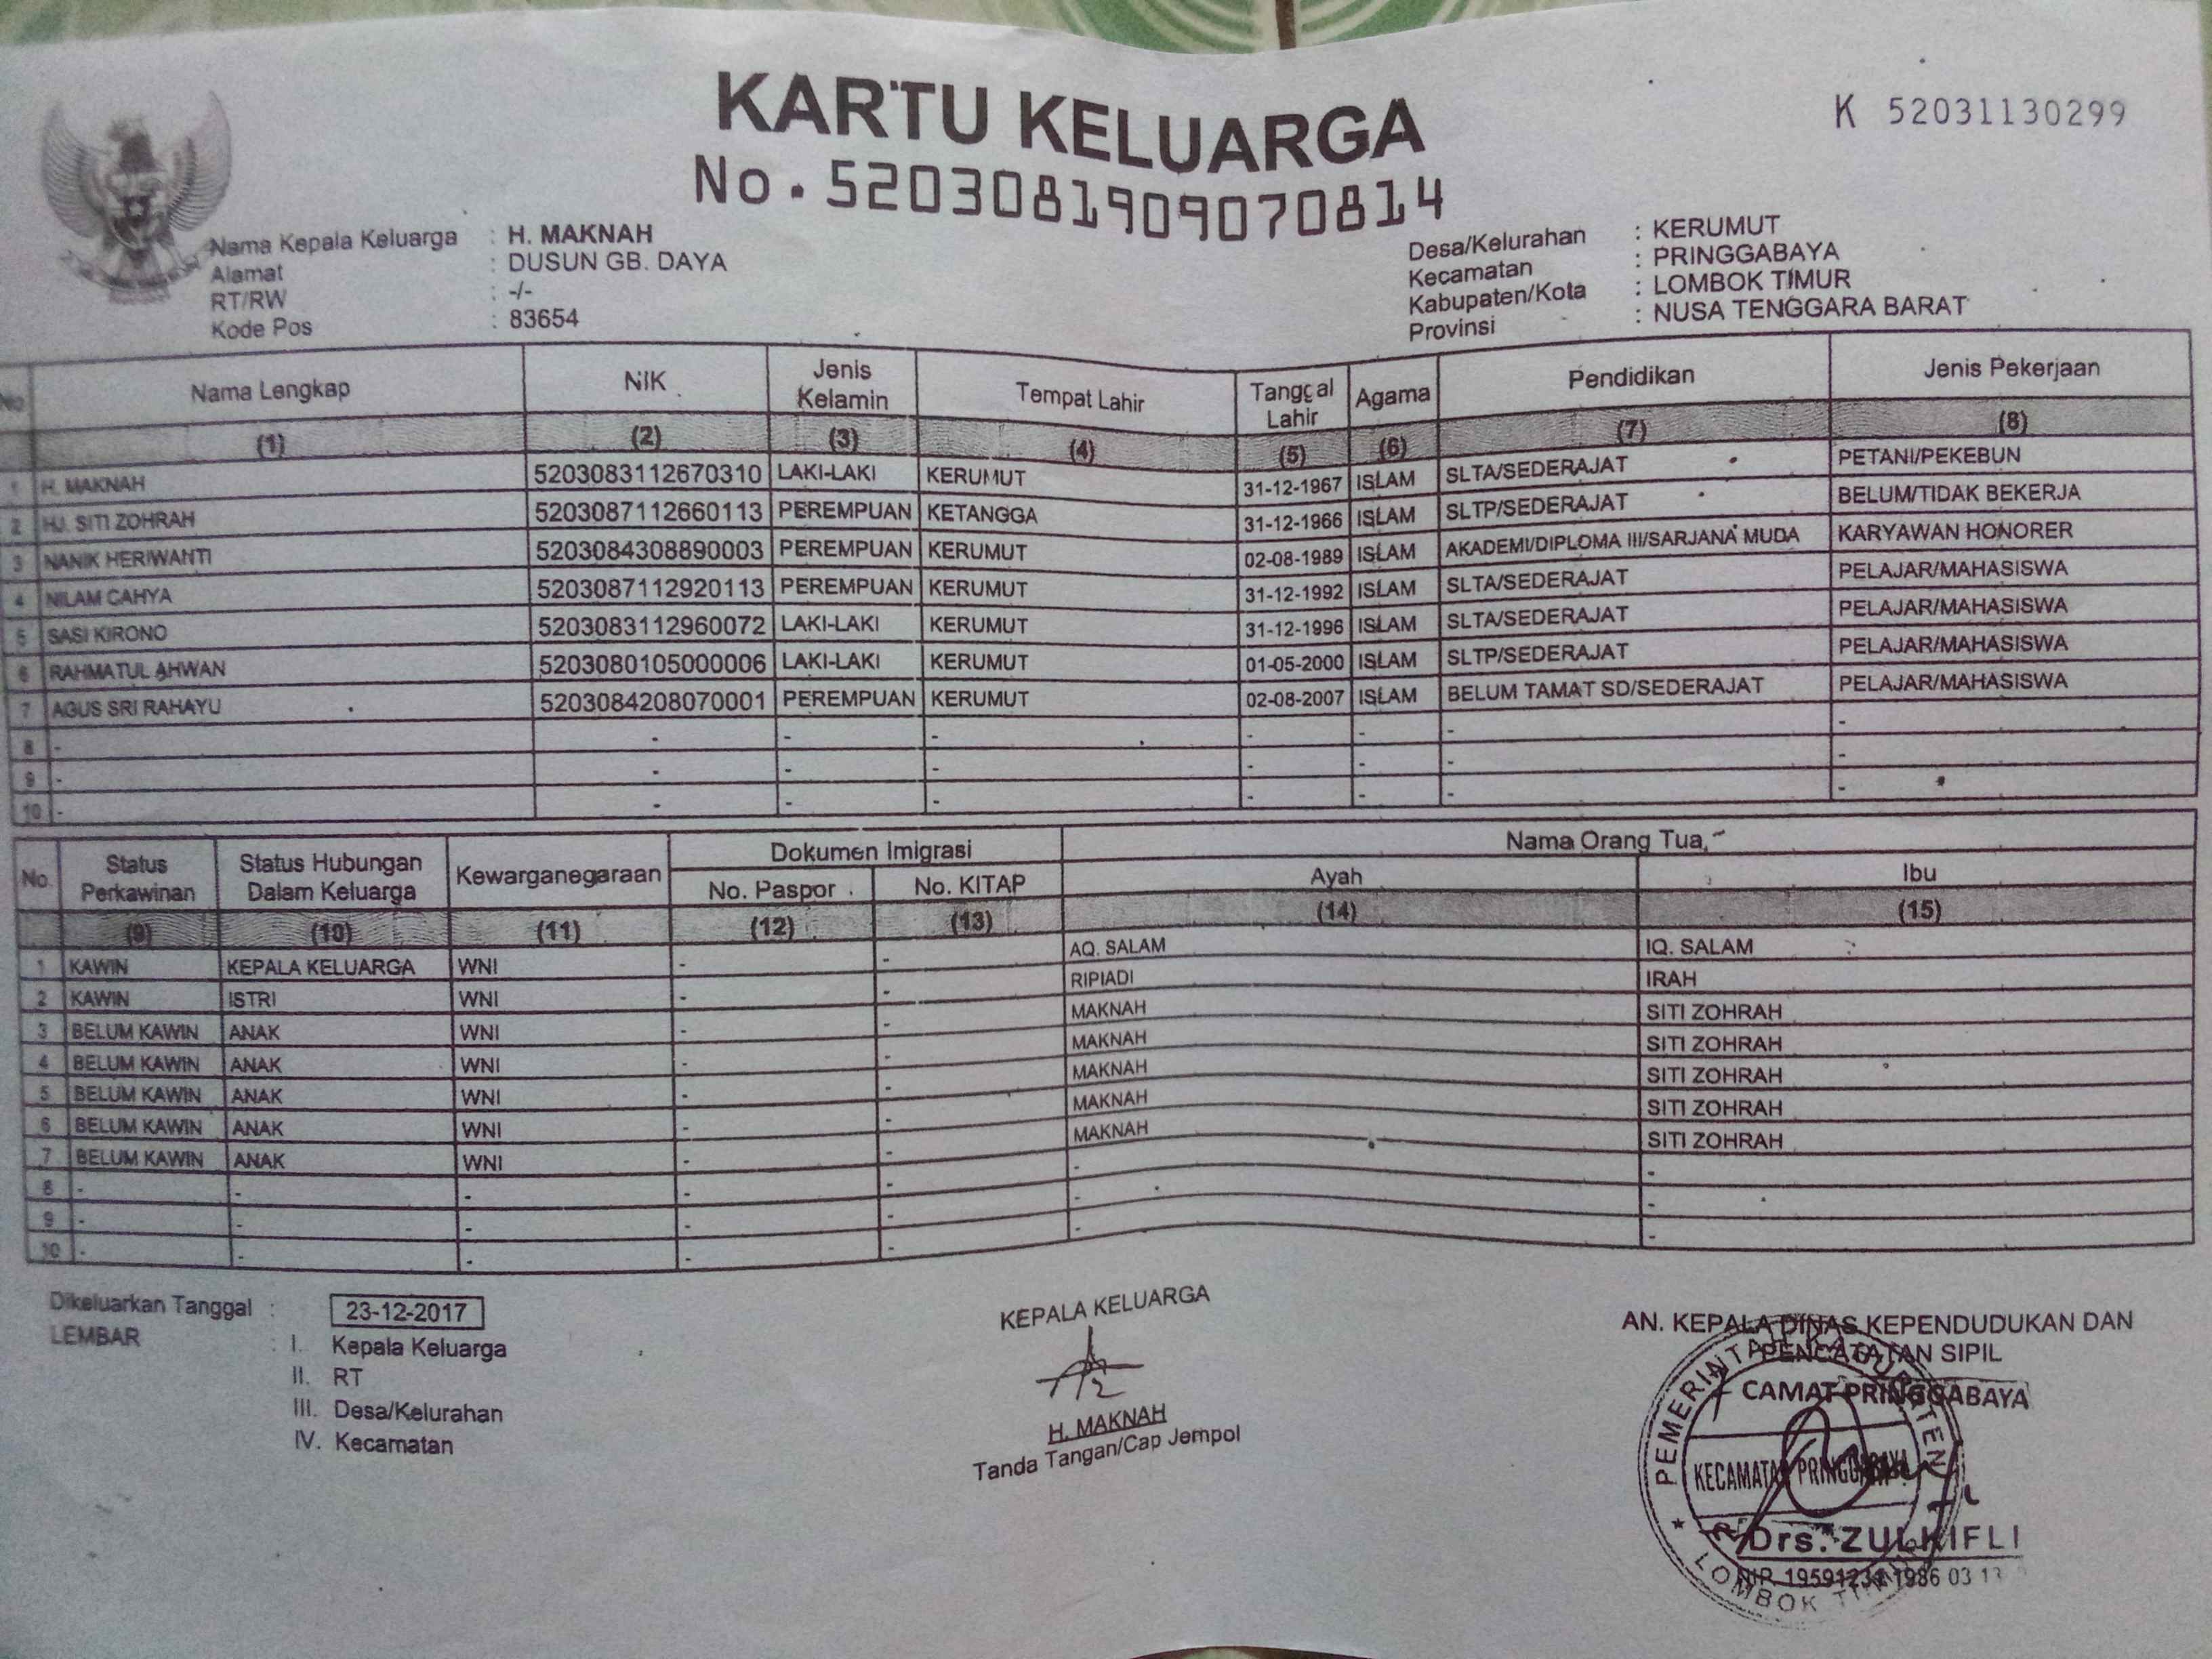 KARTU KELUARGA
No. 5203081909070814
K 52031130299
Nama Kepala Keluarga : H. MAKNAH
Alamat : DUSUN GB. DAYA
RT/RW : -/-
Kode Pos : 83654
Desa/Kelurahan : KERUMUT
Kecamatan : PRINGGABAYA
Kabupaten/Kota : LOMBOK TIMUR
Provinsi : NUSA TENGGARA BARAT
No Nama Lengkap NIK Jenis Kelamin Tempat Lahir Tanggal Lahir Agama Pendidikan Jenis Pekerjaan
(1) (2) (3) (4) (5) (6) (7) (8)
1 H. MAKNAH 5203083112670310 LAKI-LAKI KERUMUT 31-12-1967 ISLAM SLTA/SEDERAJAT PETANI/PEKEBUN
2 HJ. SITI ZOHRAH 5203087112660113 PEREMPUAN KETANGGA 31-12-1966 ISLAM SLTP/SEDERAJAT BELUM/TIDAK BEKERJA
3 NANIK HERIWANTI 5203084308890003 PEREMPUAN KERUMUT 02-08-1989 ISLAM AKADEMI/DIPLOMA III/SARJANA MUDA KARYAWAN HONORER
4 NILAM CAHYA 5203087112920113 PEREMPUAN KERUMUT 31-12-1992 ISLAM SLTA/SEDERAJAT PELAJAR/MAHASISWA
5 SASI KIRONO 5203083112960072 LAKI-LAKI KERUMUT 31-12-1996 ISLAM SLTA/SEDERAJAT PELAJAR/MAHASISWA
6 RAHMATUL AHWAN 5203080105000006 LAKI-LAKI KERUMUT 01-05-2000 ISLAM SLTP/SEDERAJAT PELAJAR/MAHASISWA
7 AGUS SRI RAHAYU 5203084208070001 PEREMPUAN KERUMUT 02-08-2007 ISLAM BELUM TAMAT SD/SEDERAJAT PELAJAR/MAHASISWA
8 - - - - - - - -
9 - - - - - - - -
10 - - - - - - - -
No. Status Perkawinan Status Hubungan Dalam Keluarga Kewarganegaraan Dokumen Imigrasi Nama Orang Tua
No. Paspor No. KITAP Ayah Ibu
(9) (10) (11) (12) (13) (14) (15)
1 KAWIN KEPALA KELUARGA WNI - - AQ. SALAM IQ. SALAM
2 KAWIN ISTRI WNI - - RIPIADI IRAH
3 BELUM KAWIN ANAK WNI - - MAKNAH SITI ZOHRAH
4 BELUM KAWIN ANAK WNI - - MAKNAH SITI ZOHRAH
5 BELUM KAWIN ANAK WNI - - MAKNAH SITI ZOHRAH
6 BELUM KAWIN ANAK WNI - - MAKNAH SITI ZOHRAH
7 BELUM KAWIN ANAK WNI - - MAKNAH SITI ZOHRAH
8 - - - - - - -
9 - - - - - - -
10 - - - - - - -
Dikeluarkan Tanggal : 23-12-2017
LEMBAR : I. Kepala Keluarga
II. RT
III. Desa/Kelurahan
IV. Kecamatan
KEPALA KELUARGA
H. MAKNAH
Tanda Tangan/Cap Jempol
AN. KEPALA DINAS KEPENDUDUKAN DAN
PENCATATAN SIPIL
CAMAT PRINGGABAYA
KECAMATAN PRINGGABAYA
Drs. ZULKIFLI
NIP. 19591231 1986 03 13
LOMBOK TIMUR